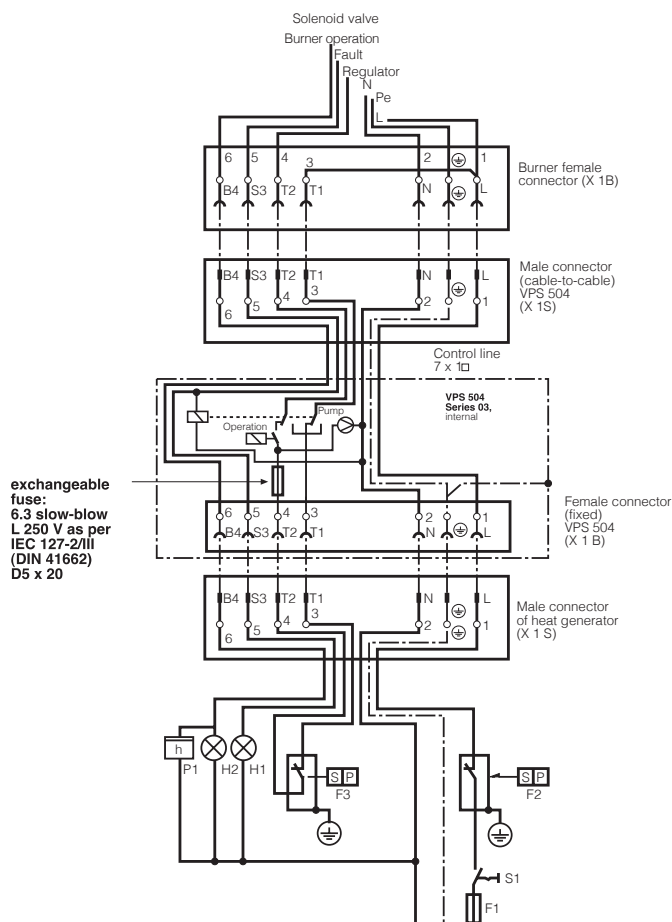 Solenoid valve
Burner operation
Fault
Regulator
N
Pe
L
6 5 4 3 2 1
B4 S3 T2 T1 N L
Burner female
connector (X 1B)
B4 S3 T2 T1 N L
6 5 4 3 2 1
Male connector
(cable-to-cable)
VPS 504
(X 1S)
Control line
7 x 1□
VPS 504
Series 03,
internal
Pump
Operation
exchangeable
fuse:
6.3 slow-blow
L 250 V as per
IEC 127-2/III
(DIN 41662)
D5 x 20
6 5 4 3 2 1
B4 S3 T2 T1 N L
Female connector
(fixed)
VPS 504
(X 1 B)
B4 S3 T2 T1 N L
6 5 4 3 2 1
Male connector
of heat generator
(X 1 S)
h
P1
H2
H1
S P
F3
S P
F2
S1
F1